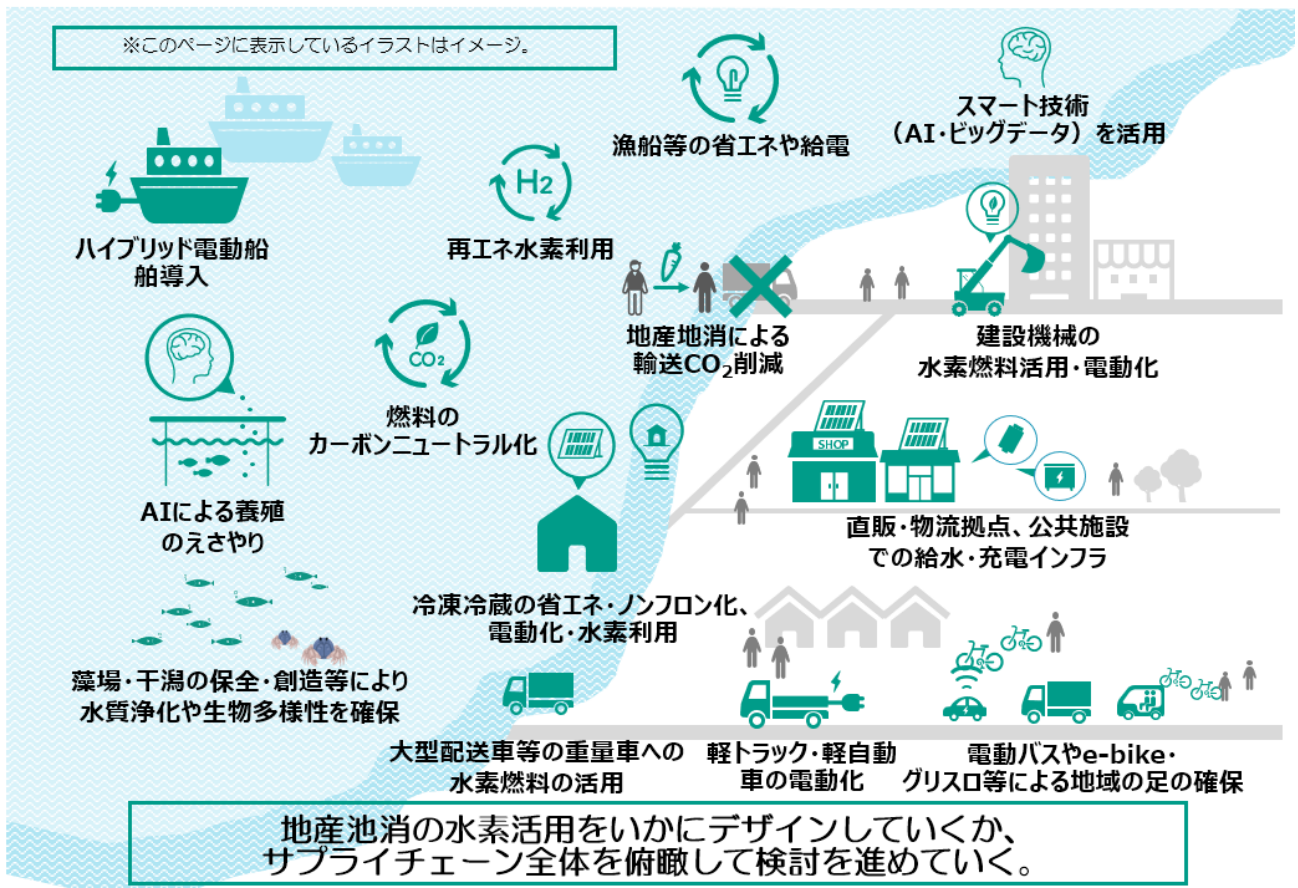 ※このページに表示しているイラストはイメージ。
漁船等の省エネや給電
スマート技術
（AI・ビッグデータ）を活用
ハイブリッド電動船
舶導入
H2
再エネ水素利用
地産地消による
輸送CO2削減
建設機械の
水素燃料活用・電動化
CO2
燃料の
カーボンニュートラル化
AIによる養殖
のえさやり
SHOP
直販・物流拠点、公共施設
での給水・充電インフラ
冷凍冷蔵の省エネ・ノンフロン化、
電動化・水素利用
藻場・干潟の保全・創造等により
水質浄化や生物多様性を確保
大型配送車等の重量車への
水素燃料の活用
軽トラック・軽自動
車の電動化
電動バスやe-bike・
グリスロ等による地域の足の確保
地産池消の水素活用をいかにデザインしていくか、
サプライチェーン全体を俯瞰して検討を進めていく。